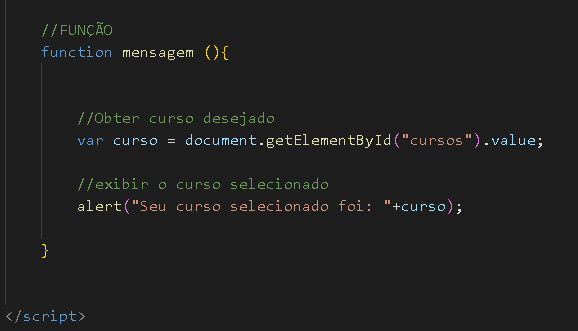 //FUNÇÃO
function mensagem (){
//Obter curso desejado
var curso = document.getElementById("cursos").value;
//exibir o curso selecionado
alert("Seu curso selecionado foi: "+curso);
}
</script>